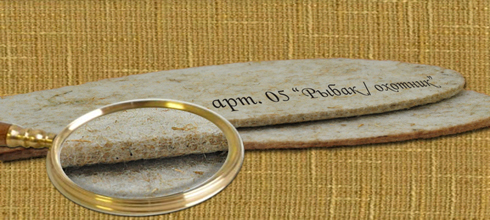 арт. 05 “Рыбак / охотник”